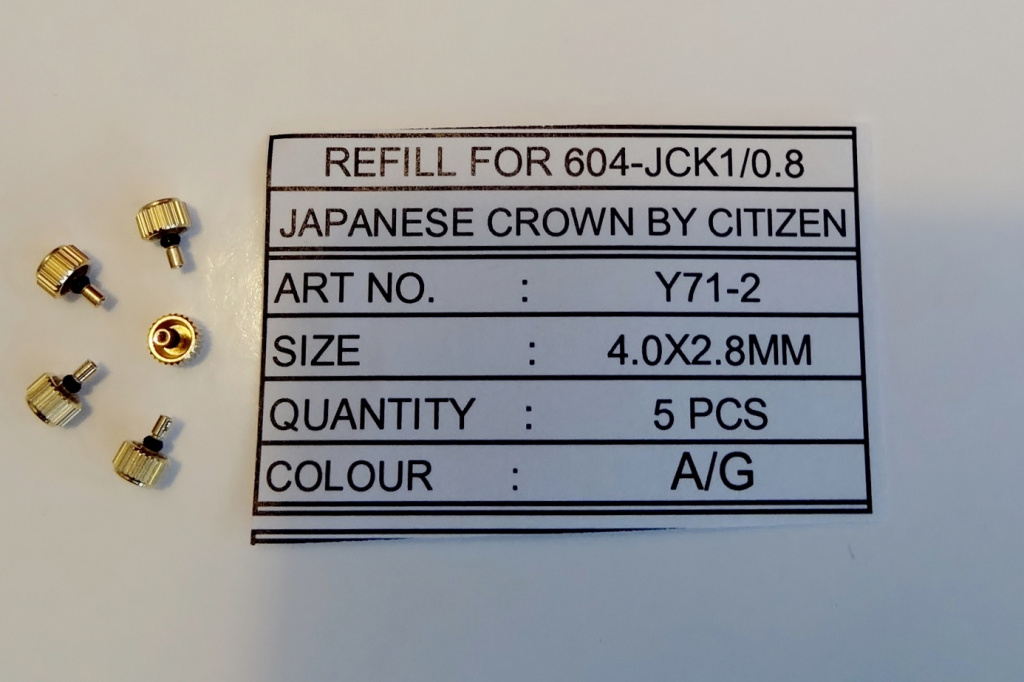 REFILL FOR 604-JCK1/0.8
JAPANESE CROWN BY CITIZEN
ART NO. : Y71-2
SIZE : 4.0X2.8MM
QUANTITY : 5 PCS
COLOUR : A/G